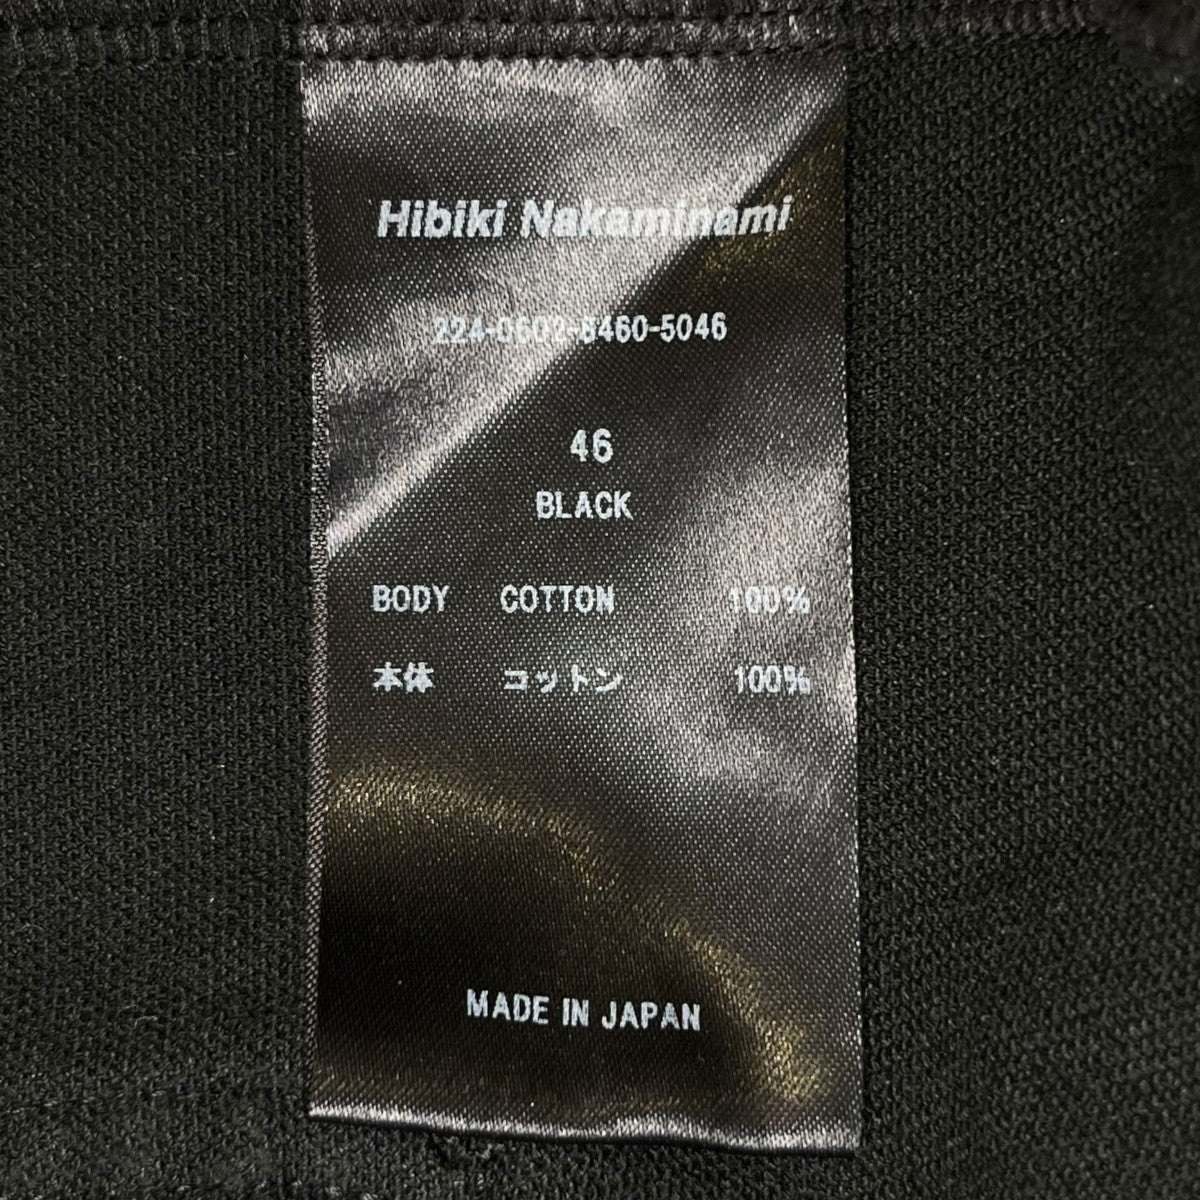 Hibiki Nakaminami
224-0602-8460-5046
46
BLACK
BODY COTTON 100%
本体 コットン 100%
MADE IN JAPAN